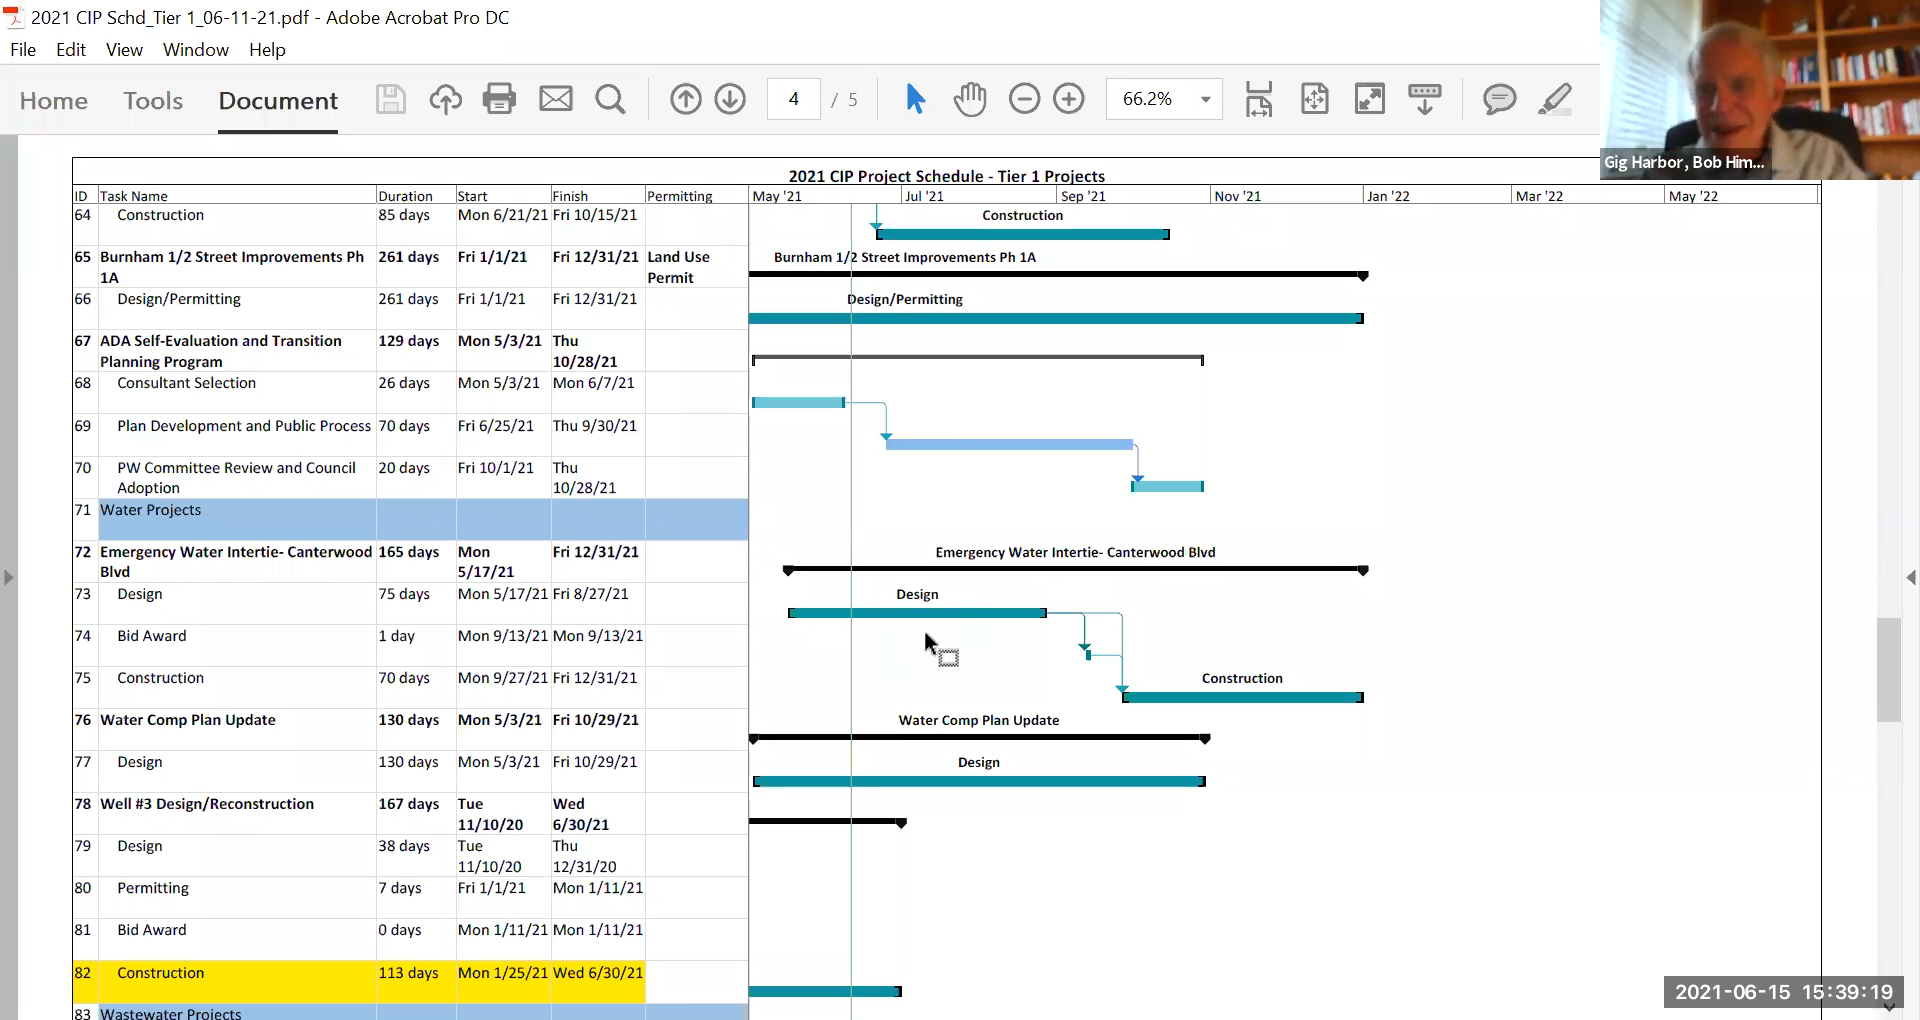 2021 CIP Schd_Tier 1_06-11-21.pdf - Adobe Acrobat Pro DC
File Edit View Window Help
Home Tools Document 4 / 5 66.2%
Gig Harbor, Bob Him...
2021 CIP Project Schedule - Tier 1 Projects
ID Task Name Duration Start Finish Permitting May '21 Jul '21 Sep '21 Nov '21 Jan '22 Mar '22 May '22
64 Construction 85 days Mon 6/21/21 Fri 10/15/21 Construction
65 Burnham 1/2 Street Improvements Ph 261 days Fri 1/1/21 Fri 12/31/21 Land Use Burnham 1/2 Street Improvements Ph 1A
1A Permit
66 Design/Permitting 261 days Fri 1/1/21 Fri 12/31/21 Design/Permitting
67 ADA Self-Evaluation and Transition 129 days Mon 5/3/21 Thu
Planning Program 10/28/21
68 Consultant Selection 26 days Mon 5/3/21 Mon 6/7/21
69 Plan Development and Public Process 70 days Fri 6/25/21 Thu 9/30/21
70 PW Committee Review and Council 20 days Fri 10/1/21 Thu
Adoption 10/28/21
71 Water Projects
72 Emergency Water Intertie- Canterwood 165 days Mon Fri 12/31/21 Emergency Water Intertie- Canterwood Blvd
Blvd 5/17/21
73 Design 75 days Mon 5/17/21 Fri 8/27/21 Design
74 Bid Award 1 day Mon 9/13/21 Mon 9/13/21
75 Construction 70 days Mon 9/27/21 Fri 12/31/21 Construction
76 Water Comp Plan Update 130 days Mon 5/3/21 Fri 10/29/21 Water Comp Plan Update
77 Design 130 days Mon 5/3/21 Fri 10/29/21 Design
78 Well #3 Design/Reconstruction 167 days Tue Wed
11/10/20 6/30/21
79 Design 38 days Tue Thu
11/10/20 12/31/20
80 Permitting 7 days Fri 1/1/21 Mon 1/11/21
81 Bid Award 0 days Mon 1/11/21 Mon 1/11/21
82 Construction 113 days Mon 1/25/21 Wed 6/30/21
83 Wastewater Projects
2021-06-15 15:39:19